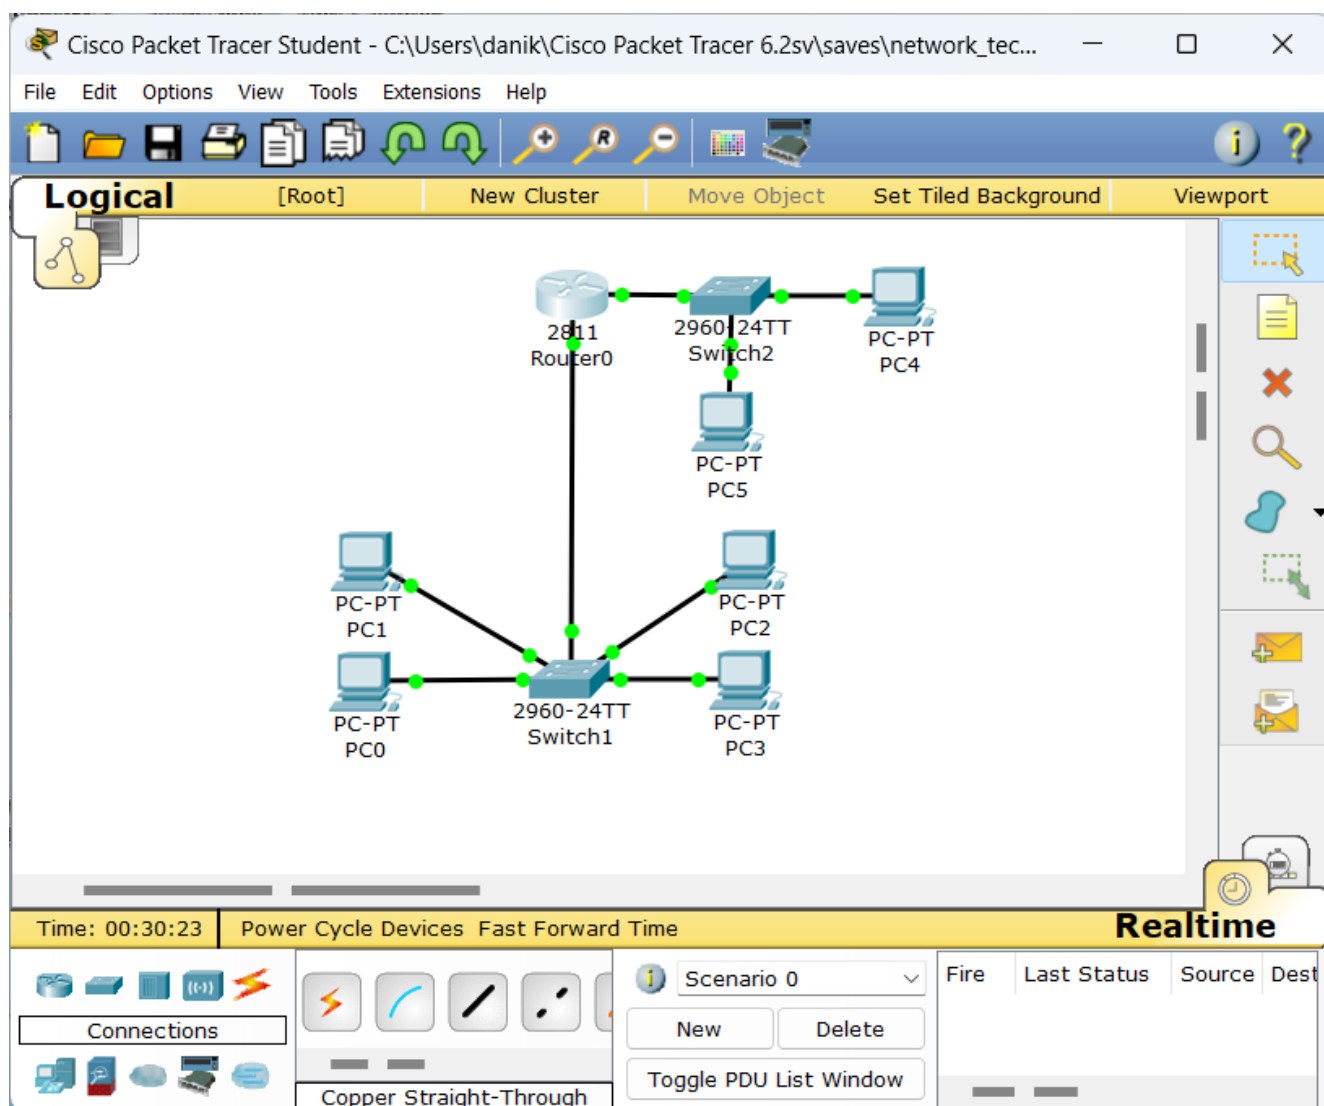 Cisco Packet Tracer Student - C:\Users\danik\Cisco Packet Tracer 6.2sv\saves\network_tec...
File Edit Options View Tools Extensions Help
Logical [Root] New Cluster Move Object Set Tiled Background Viewport
2811
Router0
2960-24TT
Switch2
PC-PT
PC4
PC-PT
PC5
PC-PT
PC1
PC-PT
PC2
PC-PT
PC0
2960-24TT
Switch1
PC-PT
PC3
Time: 00:30:23 Power Cycle Devices Fast Forward Time Realtime
Connections
Copper Straight-Through
Scenario 0
New Delete
Toggle PDU List Window
Fire Last Status Source Dest